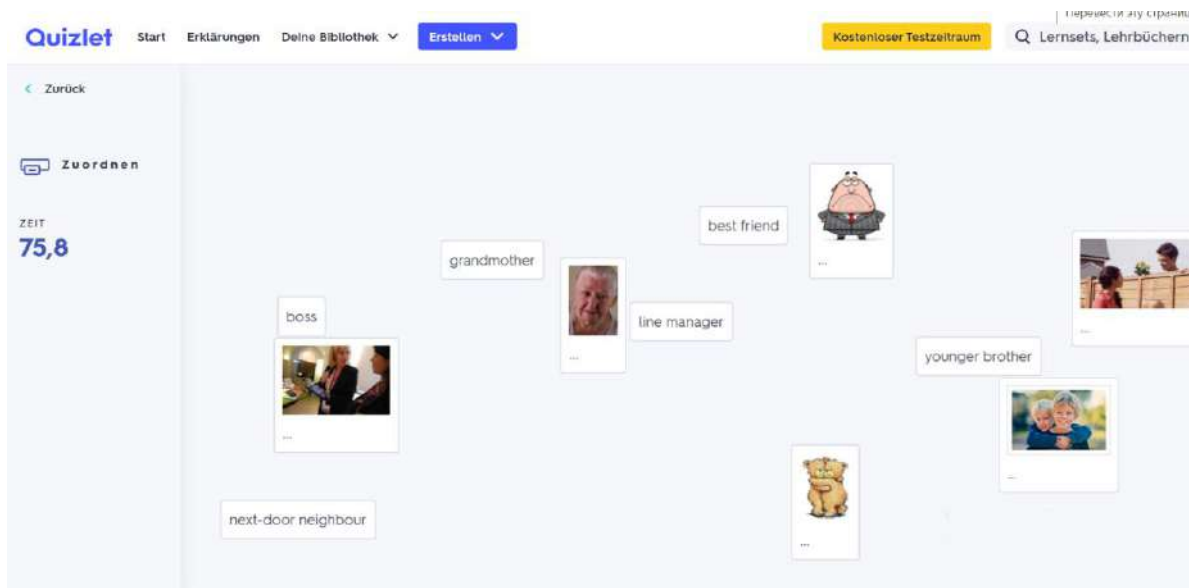 Quizlet Start Erklärungen Deine Bibliothek Erstellen Kostenloser Testzeitraum Lernsets, Lehrbüchern
Zurück
Zuordnen
ZEIT
75,8
best friend
...
grandmother
line manager
...
boss
...
...
younger brother
...
next-door neighbour
...